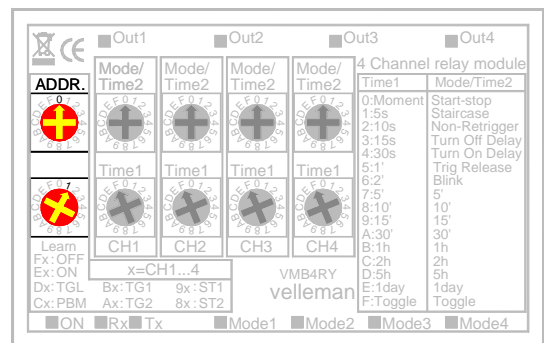 Out1 Out2 Out3 Out4
4 Channel relay module
ADDR.
Mode/Time2 Mode/Time2 Mode/Time2 Mode/Time2
Time1 Mode/Time2
0:Moment Start-stop
1:5s Staircase
2:10s Non-Retrigger
3:15s Turn Off Delay
4:30s Turn On Delay
5:1' Trig Release
6:2' Blink
7:5' 5'
8:10' 10'
9:15' 15'
A:30' 30'
B:1h 1h
C:2h 2h
D:5h 5h
E:1day 1day
F:Toggle Toggle
Time1 Time1 Time1 Time1
Learn CH1 CH2 CH3 CH4
Fx:OFF
Ex:ON x=CH1...4
Dx:TGL Bx:TG1 9x:ST1
Cx:PBM Ax:TG2 8x:ST2
VMB4RY
velleman
ON Rx Tx Mode1 Mode2 Mode3 Mode4